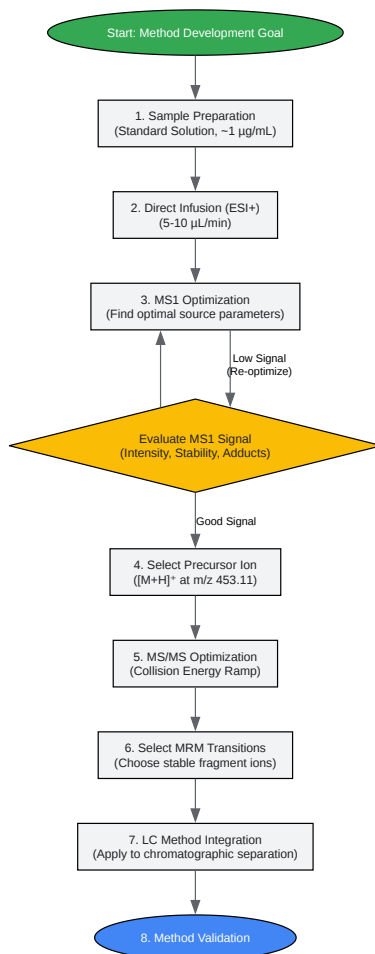 Start: Method Development Goal
1. Sample Preparation
(Standard Solution, ~1 µg/mL)
2. Direct Infusion (ESI+)
(5-10 µL/min)
3. MS1 Optimization
(Find optimal source parameters)
Low Signal
(Re-optimize)
Evaluate MS1 Signal
(Intensity, Stability, Adducts)
Good Signal
4. Select Precursor Ion
([M+H]⁺ at m/z 453.11)
5. MS/MS Optimization
(Collision Energy Ramp)
6. Select MRM Transitions
(Choose stable fragment ions)
7. LC Method Integration
(Apply to chromatographic separation)
8. Method Validation